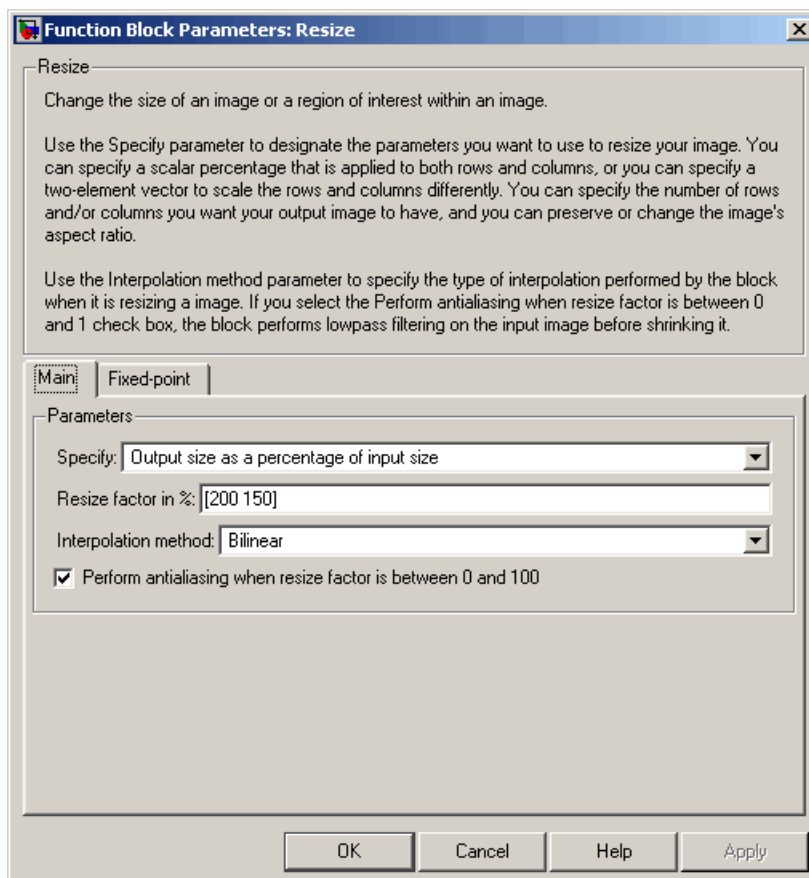 Function Block Parameters: Resize
Resize
Change the size of an image or a region of interest within an image.
Use the Specify parameter to designate the parameters you want to use to resize your image. You
can specify a scalar percentage that is applied to both rows and columns, or you can specify a
two-element vector to scale the rows and columns differently. You can specify the number of rows
and/or columns you want your output image to have, and you can preserve or change the image's
aspect ratio.
Use the Interpolation method parameter to specify the type of interpolation performed by the block
when it is resizing a image. If you select the Perform antialiasing when resize factor is between 0
and 1 check box, the block performs lowpass filtering on the input image before shrinking it.
Main Fixed-point
Parameters
Specify: Output size as a percentage of input size
Resize factor in %: [200 150]
Interpolation method: Bilinear
Perform antialiasing when resize factor is between 0 and 100
OK Cancel Help Apply